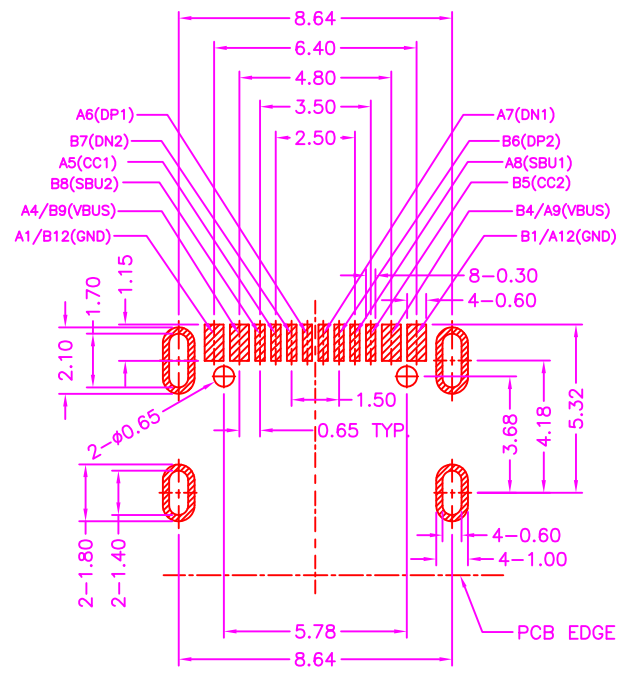 8.64
6.40
4.80
3.50
2.50
A6(DP1)
A7(DN1)
B7(DN2)
B6(DP2)
A5(CC1)
A8(SBU1)
B8(SBU2)
B5(CC2)
A4/B9(VBUS)
B4/A9(VBUS)
A1/B12(GND)
B1/A12(GND)
8-0.30
4-0.60
1.15
1.70
2.10
2-ø0.65
1.50
0.65 TYP.
3.68
4.18
5.32
2-1.80
2-1.40
4-0.60
4-1.00
5.78
PCB EDGE
8.64